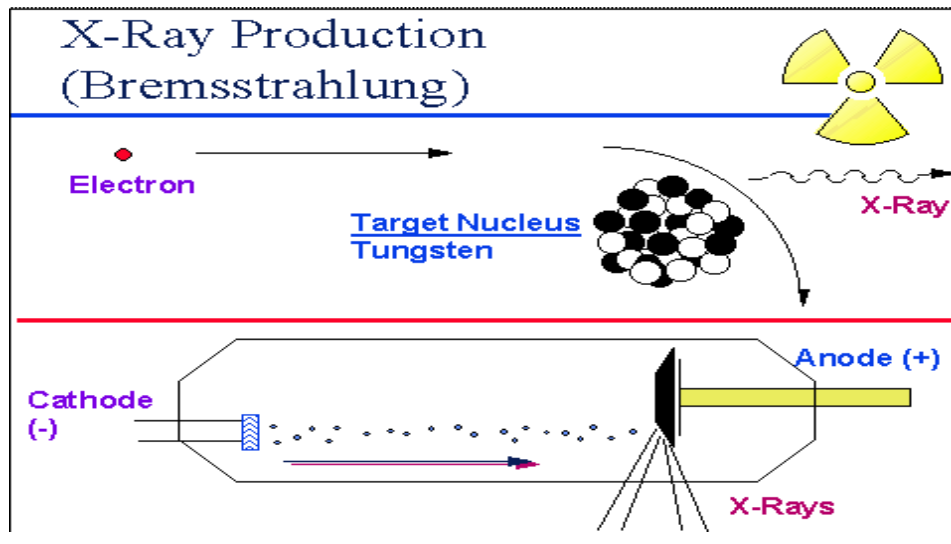 X-Ray Production
(Bremsstrahlung)
Electron
X-Ray
Target Nucleus
Tungsten
Anode (+)
Cathode
(-)
X-Rays